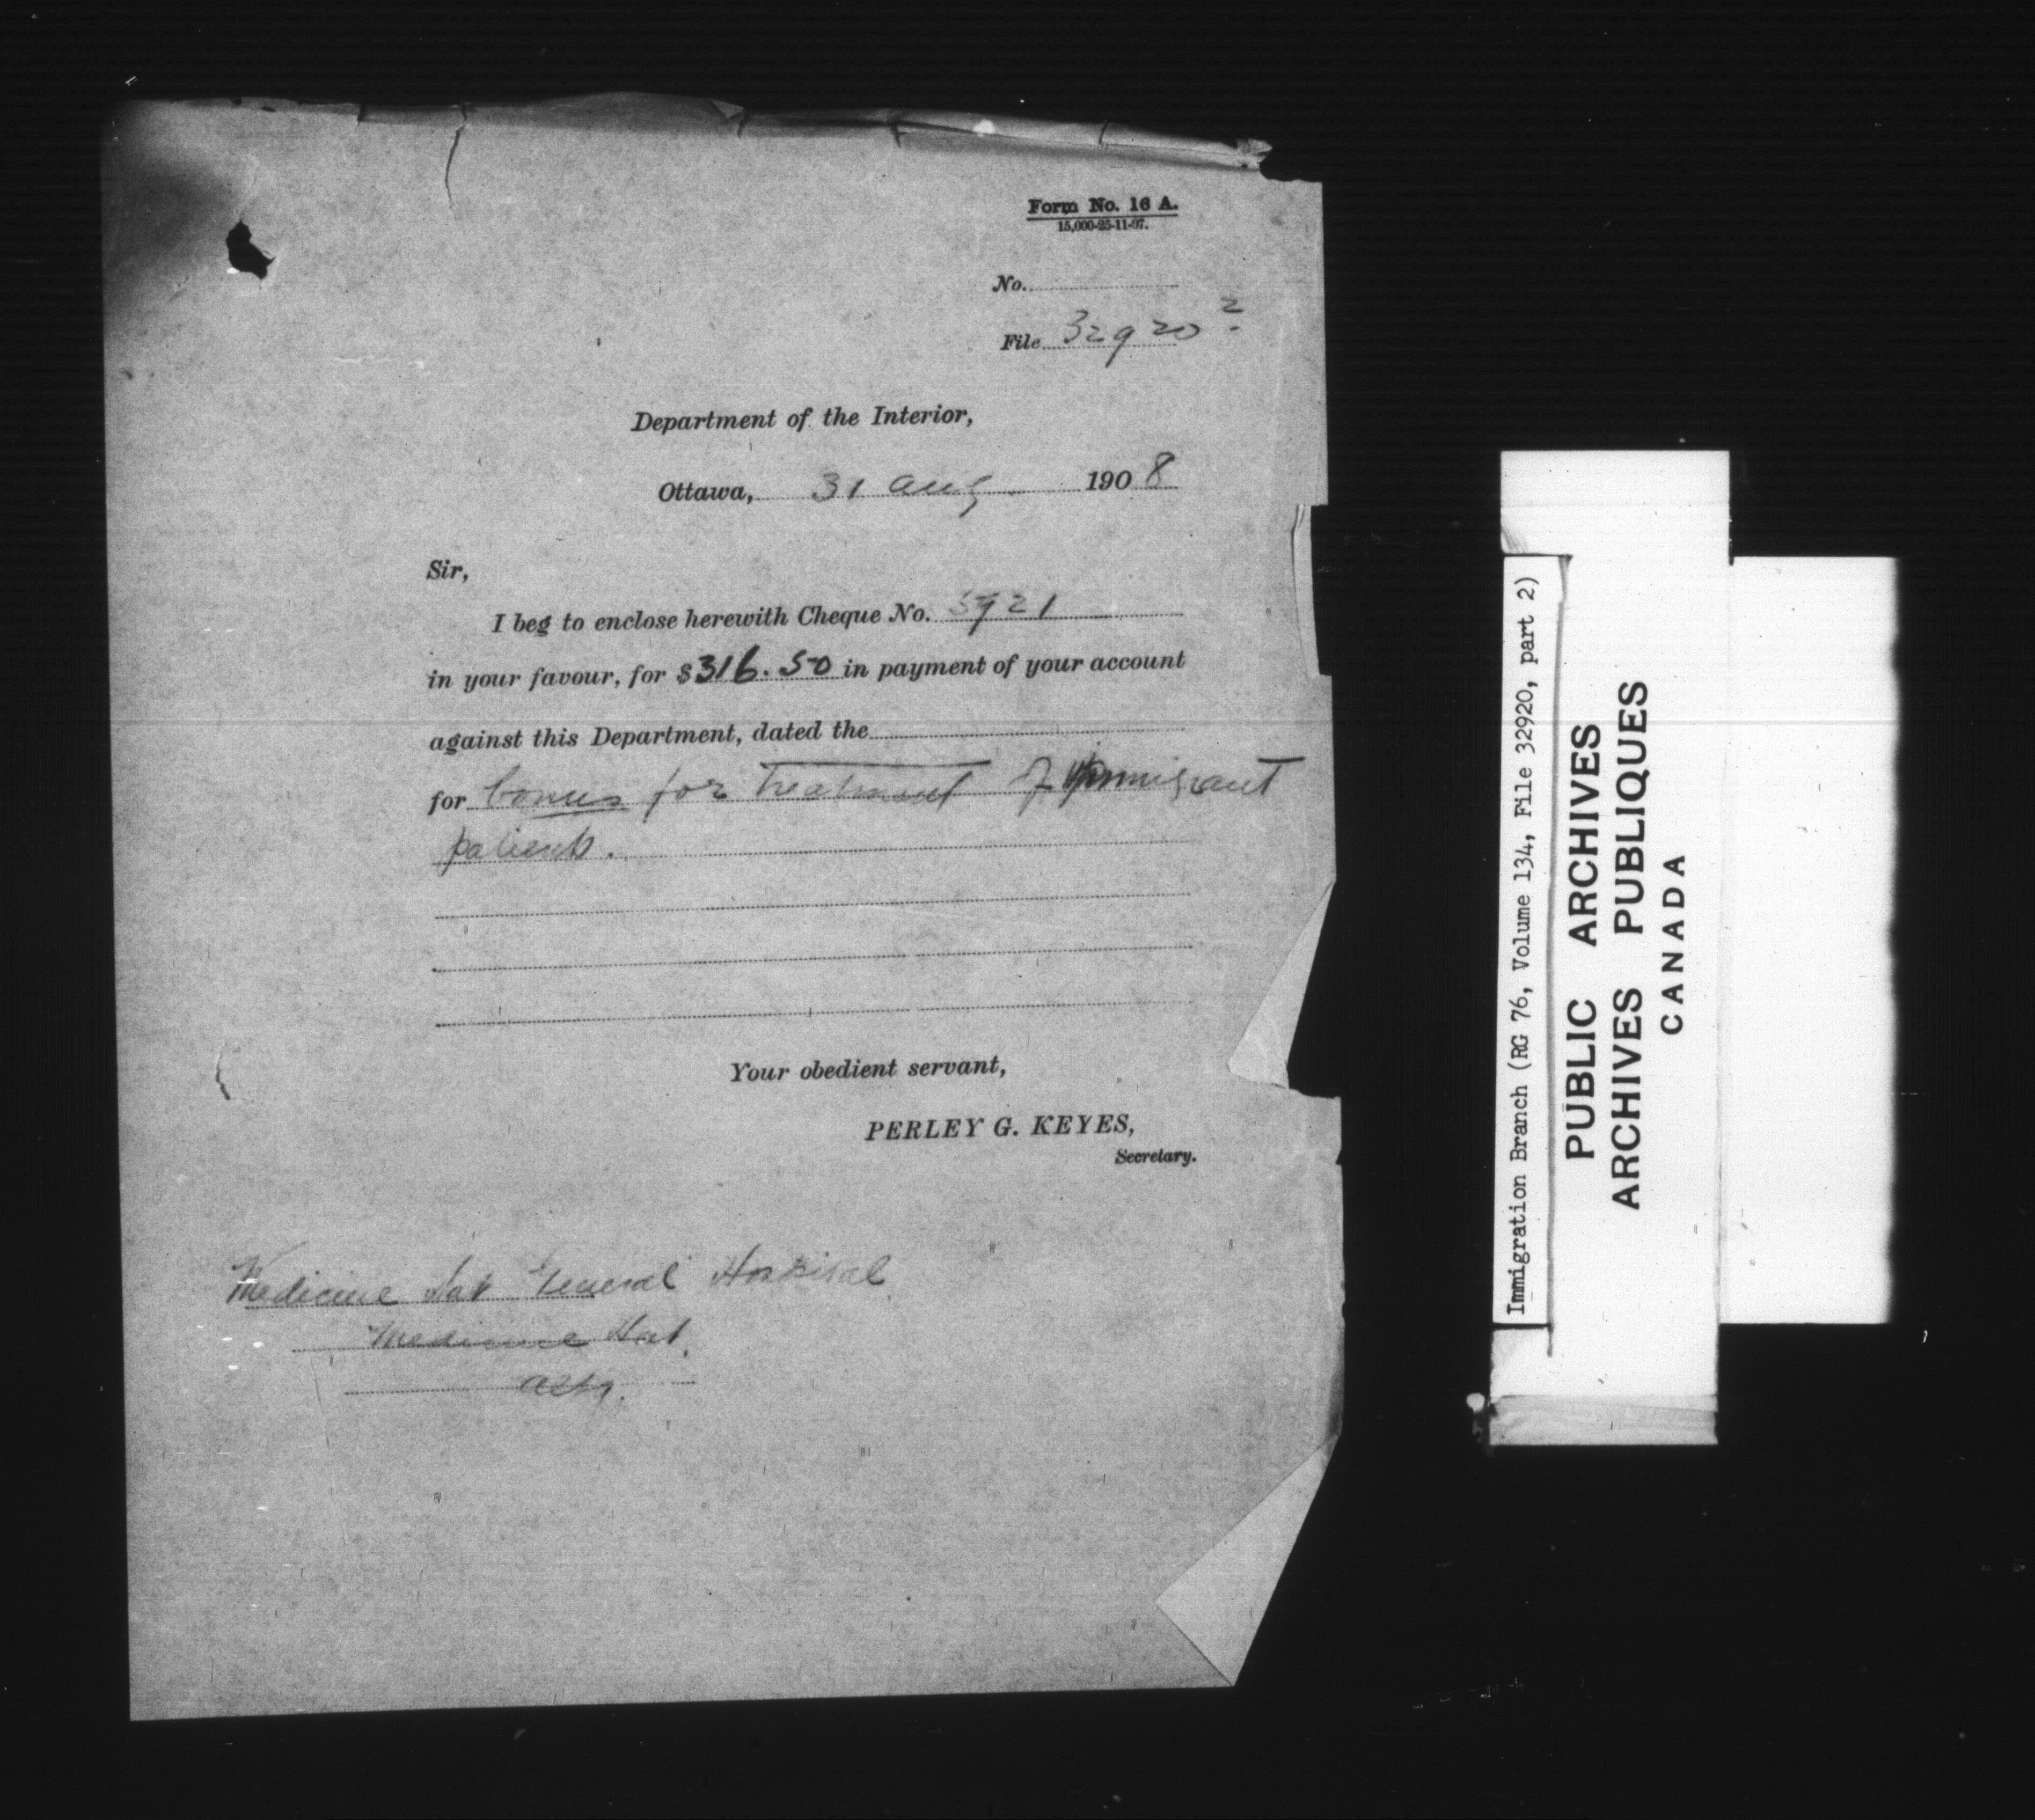 Form No. 16 A.
15,000-25-11-07.
No.
File 32920 2
Department of the Interior,
Ottawa, 31 Aug 1908
Sir,
I beg to enclose herewith Cheque No. 5921
in your favour, for $316.50 in payment of your account
against this Department, dated the
for bonus for treatment of immigrant
patients.
Your obedient servant,
PERLEY G. KEYES,
Secretary.
Medicine Hat General Hospital
Medicine Hat,
Alta.
Immigration Branch (RG 76, Volume 134, File 32920, part 2)
PUBLIC ARCHIVES
ARCHIVES PUBLIQUES
CANADA